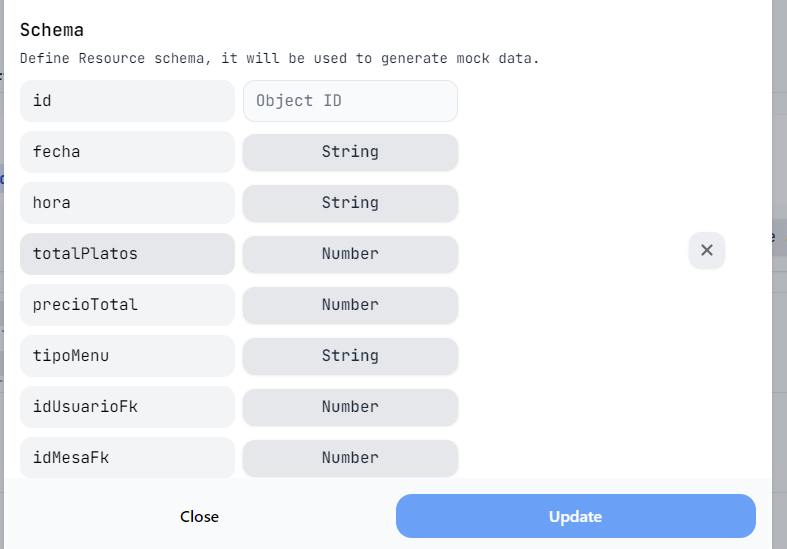 Schema
Define Resource schema, it will be used to generate mock data.
id Object ID
fecha String
hora String
totalPlatos Number
precioTotal Number
tipoMenu String
idUsuarioFk Number
idMesaFk Number
Close Update